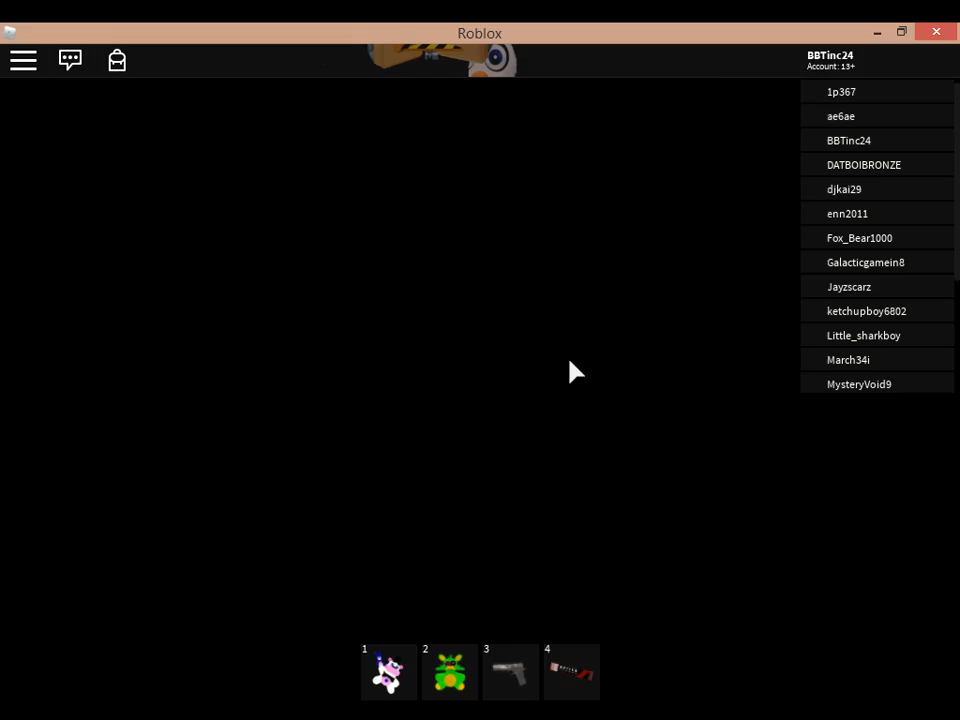 Roblox
BBTinc24
Account: 13+
1p367
ae6ae
BBTinc24
DATBOIBRONZE
djkai29
enn2011
Fox_Bear1000
Galacticgamein8
Jayzscarz
ketchupboy6802
Little_sharkboy
March34i
MysteryVoid9
1
2
3
4